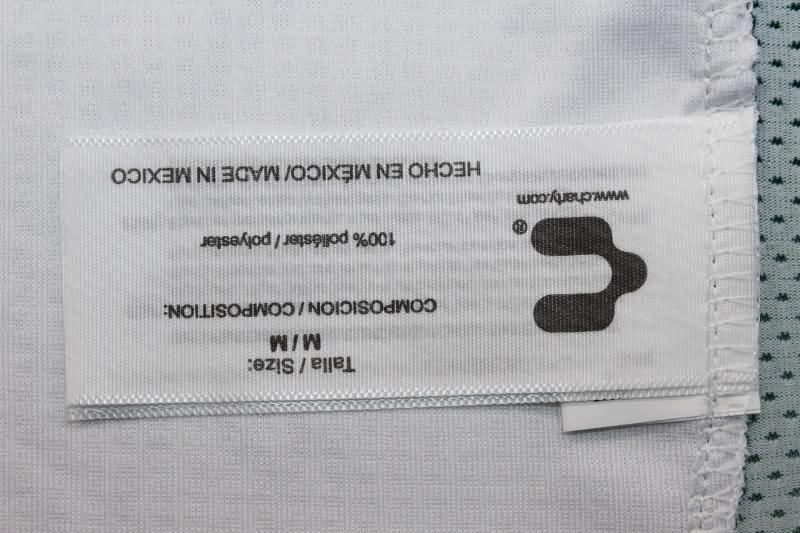 Talla / Size:
M / M
COMPOSICION / COMPOSITION:
100% poliéster / polyester
HECHO EN MÉXICO/ MADE IN MEXICO
®
www.charly.com